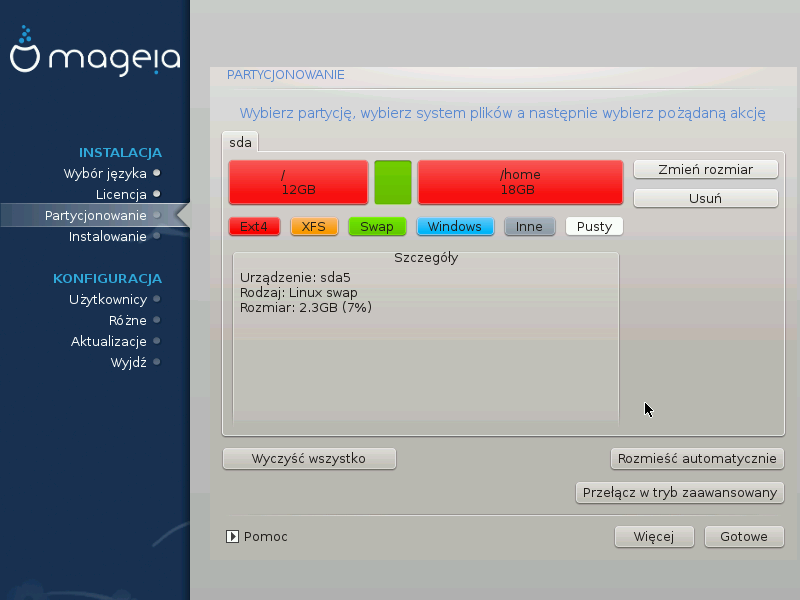 mageia
INSTALACJA
Wybór języka
Licencja
Partycjonowanie
Instalowanie
KONFIGURACJA
Użytkownicy
Różne
Aktualizacje
Wyjdź
PARTYCJONOWANIE
Wybierz partycję, wybierz system plików a następnie wybierz pożądaną akcję
sda
/
12GB
/home
18GB
Zmień rozmiar
Usuń
Ext4 XFS Swap Windows Inne Pusty
Szczegóły
Urządzenie: sda5
Rodzaj: Linux swap
Rozmiar: 2.3GB (7%)
Wyczyść wszystko
Rozmieść automatycznie
Przełącz w tryb zaawansowany
Pomoc
Więcej
Gotowe